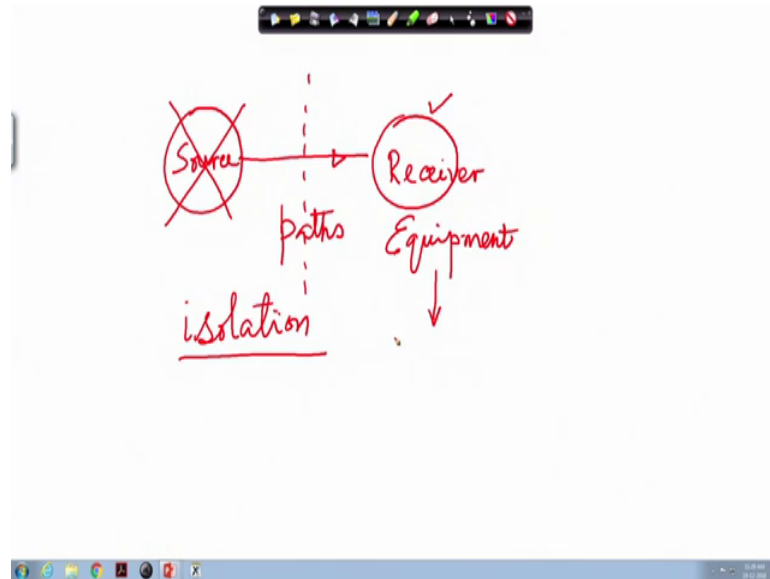 Source
Receiver
paths
Equipment
isolation